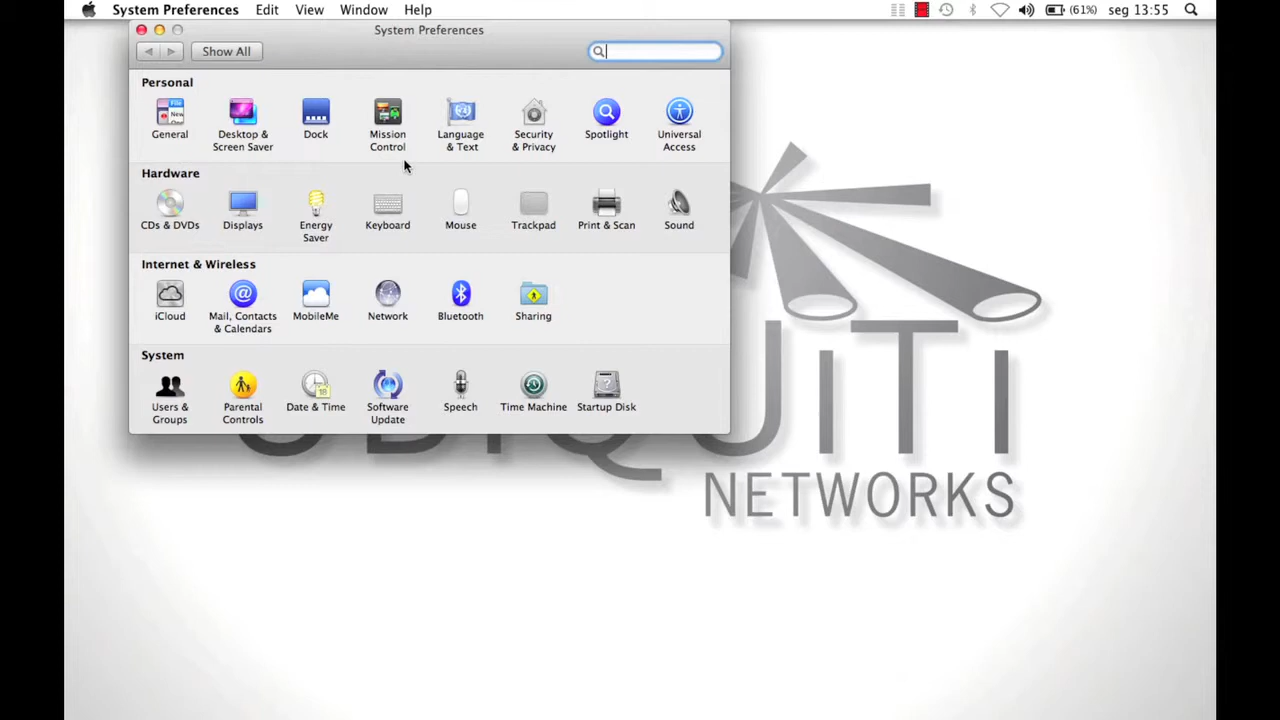 System Preferences Edit View Window Help (61%) seg 13:55
System Preferences
Show All
Personal
General Desktop & Screen Saver Dock Mission Control Language & Text Security & Privacy Spotlight Universal Access
Hardware
CDs & DVDs Displays Energy Saver Keyboard Mouse Trackpad Print & Scan Sound
Internet & Wireless
iCloud Mail, Contacts & Calendars MobileMe Network Bluetooth Sharing
System
Users & Groups Parental Controls Date & Time Software Update Speech Time Machine Startup Disk
UBIQUiTi
NETWORKS